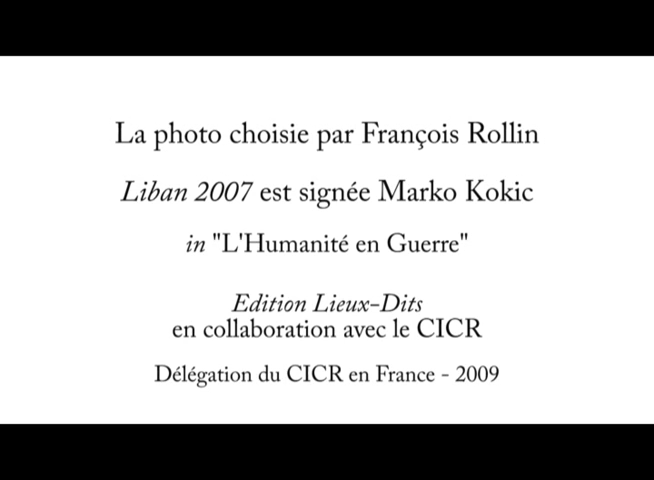 La photo choisie par François Rollin
Liban 2007 est signée Marko Kokic
in "L'Humanité en Guerre"
Edition Lieux-Dits
en collaboration avec le CICR
Délégation du CICR en France - 2009